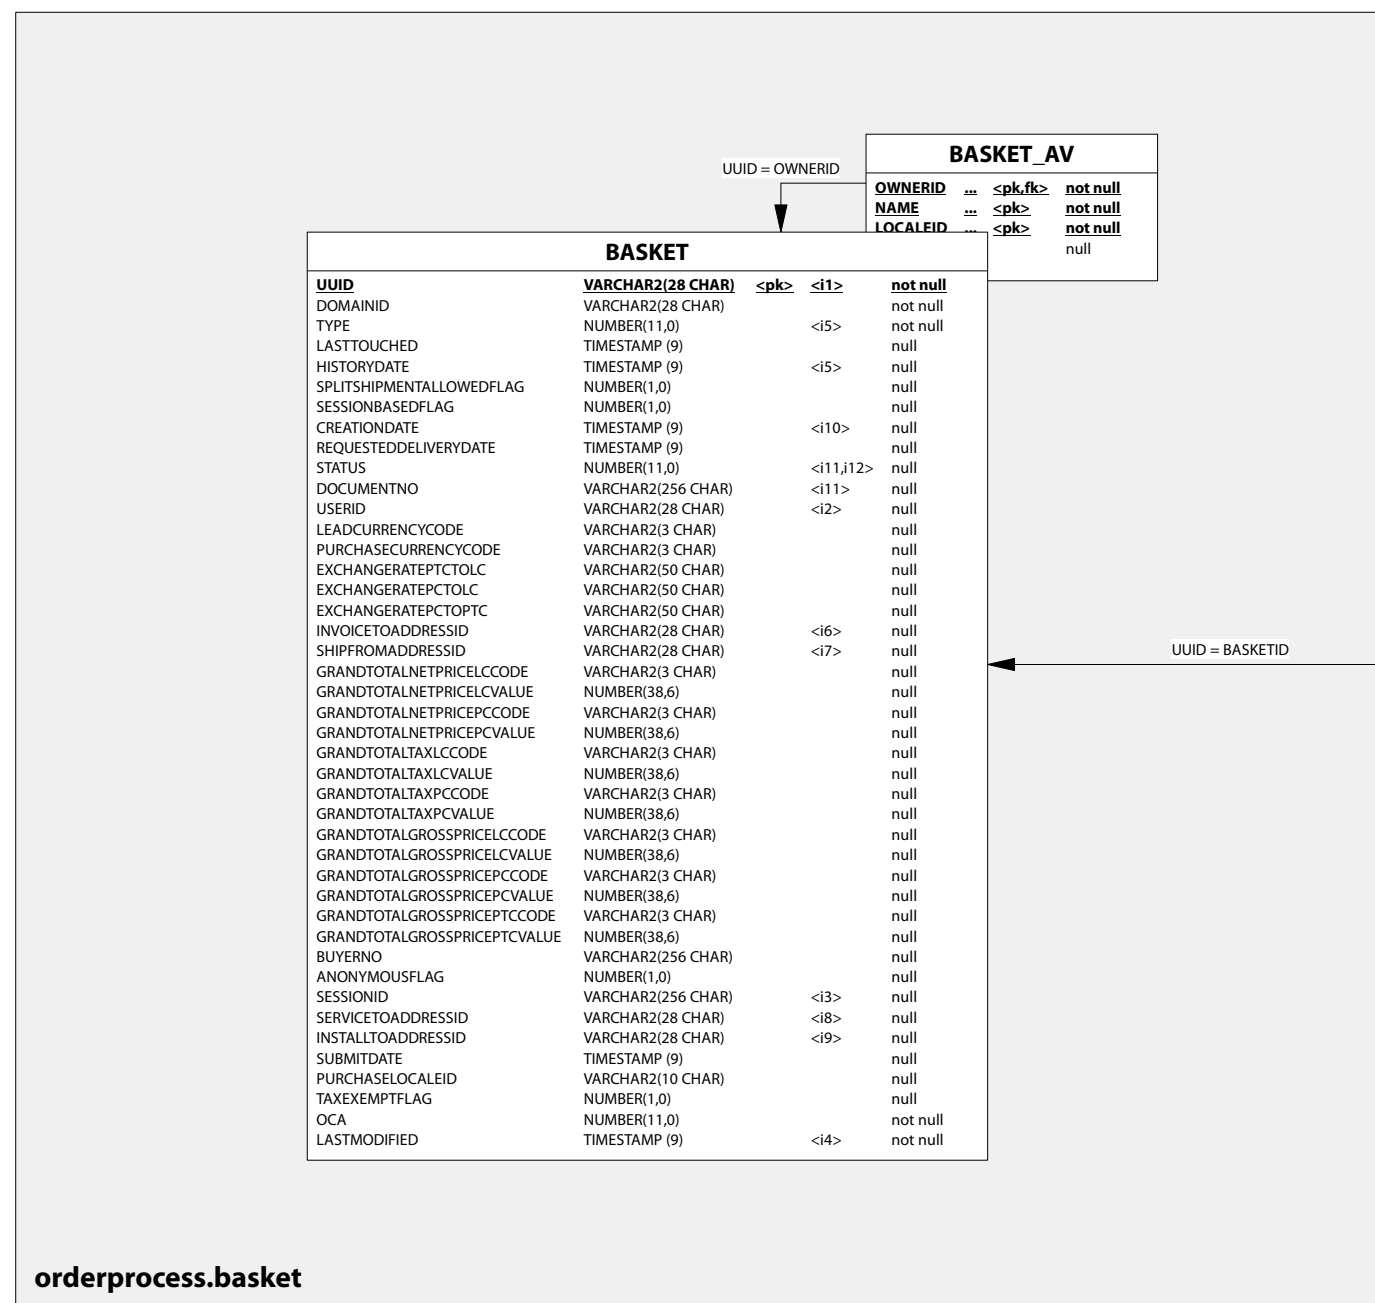 BASKET_AV
UUID = OWNERID
OWNERID ... <pk,fk> not null
NAME ... <pk> not null
LOCALEID ... <pk> not null
null
BASKET
UUID VARCHAR2(28 CHAR) <pk> <i1> not null
DOMAINID VARCHAR2(28 CHAR) not null
TYPE NUMBER(11,0) <i5> not null
LASTTOUCHED TIMESTAMP (9) null
HISTORYDATE TIMESTAMP (9) <i5> null
SPLITSHIPMENTALLOWEDFLAG NUMBER(1,0) null
SESSIONBASEDFLAG NUMBER(1,0) null
CREATIONDATE TIMESTAMP (9) <i10> null
REQUESTEDDELIVERYDATE TIMESTAMP (9) null
STATUS NUMBER(11,0) <i11,i12> null
DOCUMENTNO VARCHAR2(256 CHAR) <i11> null
USERID VARCHAR2(28 CHAR) <i2> null
LEADCURRENCYCODE VARCHAR2(3 CHAR) null
PURCHASECURRENCYCODE VARCHAR2(3 CHAR) null
EXCHANGERATEPTCTOLC VARCHAR2(50 CHAR) null
EXCHANGERATEPCTOLC VARCHAR2(50 CHAR) null
EXCHANGERATEPCTOPTC VARCHAR2(50 CHAR) null
INVOICETOADDRESSID VARCHAR2(28 CHAR) <i6> null
SHIPFROMADDRESSID VARCHAR2(28 CHAR) <i7> null
UUID = BASKETID
GRANDTOTALNETPRICELCCODE VARCHAR2(3 CHAR) null
GRANDTOTALNETPRICELCVALUE NUMBER(38,6) null
GRANDTOTALNETPRICEPCCODE VARCHAR2(3 CHAR) null
GRANDTOTALNETPRICEPCVALUE NUMBER(38,6) null
GRANDTOTALTAXLCCODE VARCHAR2(3 CHAR) null
GRANDTOTALTAXLCVALUE NUMBER(38,6) null
GRANDTOTALTAXPCCODE VARCHAR2(3 CHAR) null
GRANDTOTALTAXPCVALUE NUMBER(38,6) null
GRANDTOTALGROSSPRICELCCODE VARCHAR2(3 CHAR) null
GRANDTOTALGROSSPRICELCVALUE NUMBER(38,6) null
GRANDTOTALGROSSPRICEPCCODE VARCHAR2(3 CHAR) null
GRANDTOTALGROSSPRICEPCVALUE NUMBER(38,6) null
GRANDTOTALGROSSPRICEPTCCODE VARCHAR2(3 CHAR) null
GRANDTOTALGROSSPRICEPTCVALUE NUMBER(38,6) null
BUYERNO VARCHAR2(256 CHAR) null
ANONYMOUSFLAG NUMBER(1,0) null
SESSIONID VARCHAR2(256 CHAR) <i3> null
SERVICETOADDRESSID VARCHAR2(28 CHAR) <i8> null
INSTALLTOADDRESSID VARCHAR2(28 CHAR) <i9> null
SUBMITDATE TIMESTAMP (9) null
PURCHASELOCALEID VARCHAR2(10 CHAR) null
TAXEXEMPTFLAG NUMBER(1,0) null
OCA NUMBER(11,0) not null
LASTMODIFIED TIMESTAMP (9) <i4> not null
orderprocess.basket